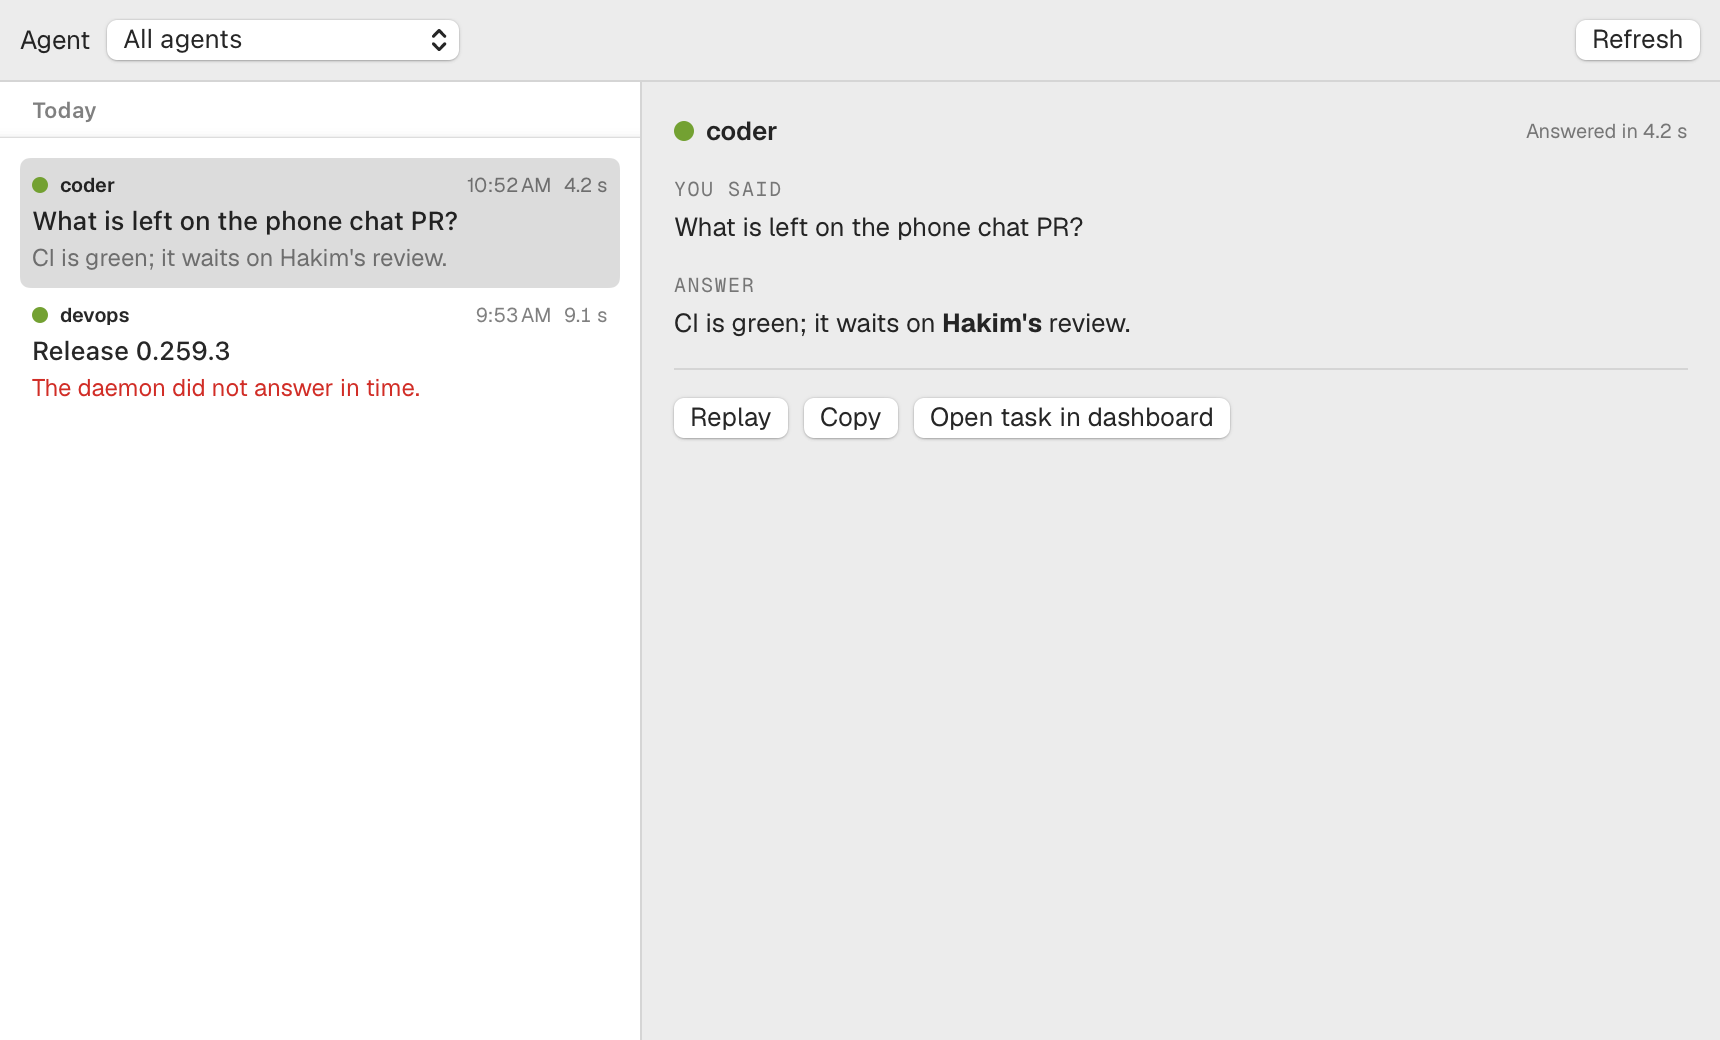 Agent All agents Refresh
Today
coder 10:52 AM 4.2 s
What is left on the phone chat PR?
CI is green; it waits on Hakim's review.
devops 9:53 AM 9.1 s
Release 0.259.3
The daemon did not answer in time.
coder Answered in 4.2 s
YOU SAID
What is left on the phone chat PR?
ANSWER
CI is green; it waits on Hakim's review.
Replay Copy Open task in dashboard